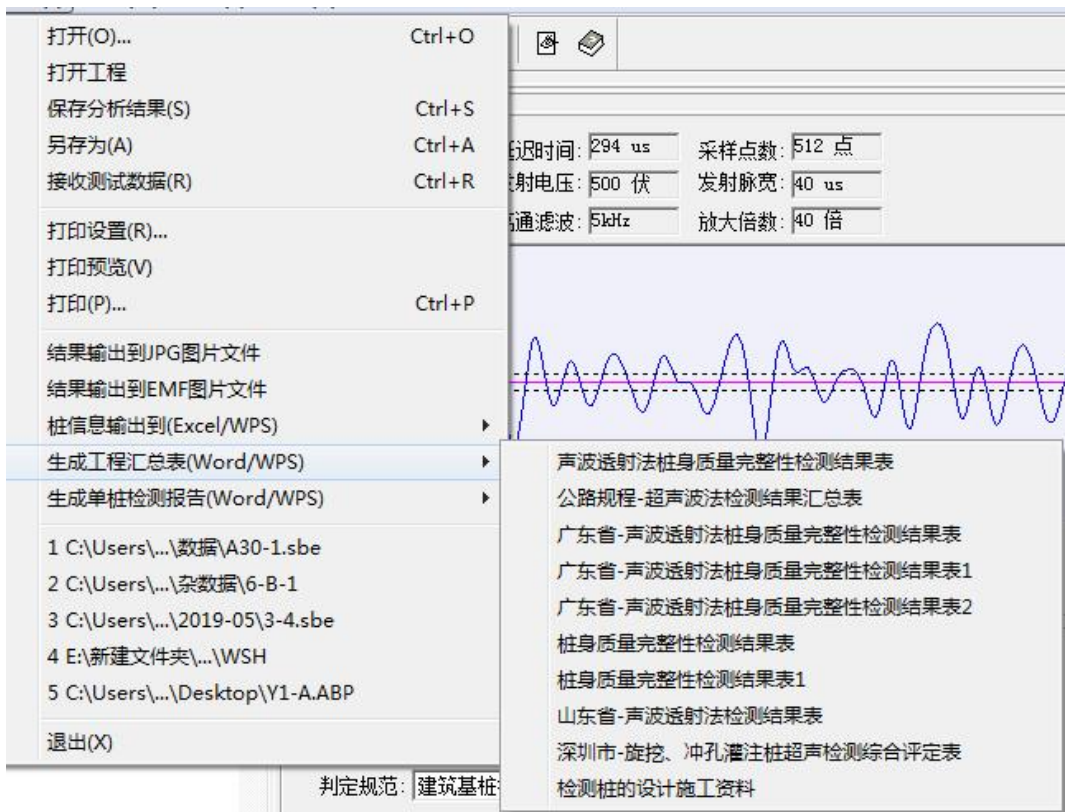 打开(O)... Ctrl+O
打开工程
保存分析结果(S) Ctrl+S
另存为(A) Ctrl+A
接收测试数据(R) Ctrl+R
打印设置(R)...
打印预览(V)
打印(P)... Ctrl+P
结果输出到JPG图片文件
结果输出到EMF图片文件
桩信息输出到(Excel/WPS)
生成工程汇总表(Word/WPS)
生成单桩检测报告(Word/WPS)
1 C:\Users\...\数据\A30-1.sbe
2 C:\Users\...\杂数据\6-B-1
3 C:\Users\...\2019-05\3-4.sbe
4 E:\新建文件夹\...\WSH
5 C:\Users\...\Desktop\Y1-A.ABP
退出(X)
迟时间: 294 us 采样点数: 512 点
射电压: 500 伏 发射脉宽: 40 us
通滤波: 5kHz 放大倍数: 40 倍
声波透射法桩身质量完整性检测结果表
公路规程-超声波法检测结果汇总表
广东省-声波透射法桩身质量完整性检测结果表
广东省-声波透射法桩身质量完整性检测结果表1
广东省-声波透射法桩身质量完整性检测结果表2
桩身质量完整性检测结果表
桩身质量完整性检测结果表1
山东省-声波透射法检测结果表
深圳市-旋挖、冲孔灌注桩超声检测综合评定表
检测桩的设计施工资料
判定规范: 建筑基桩